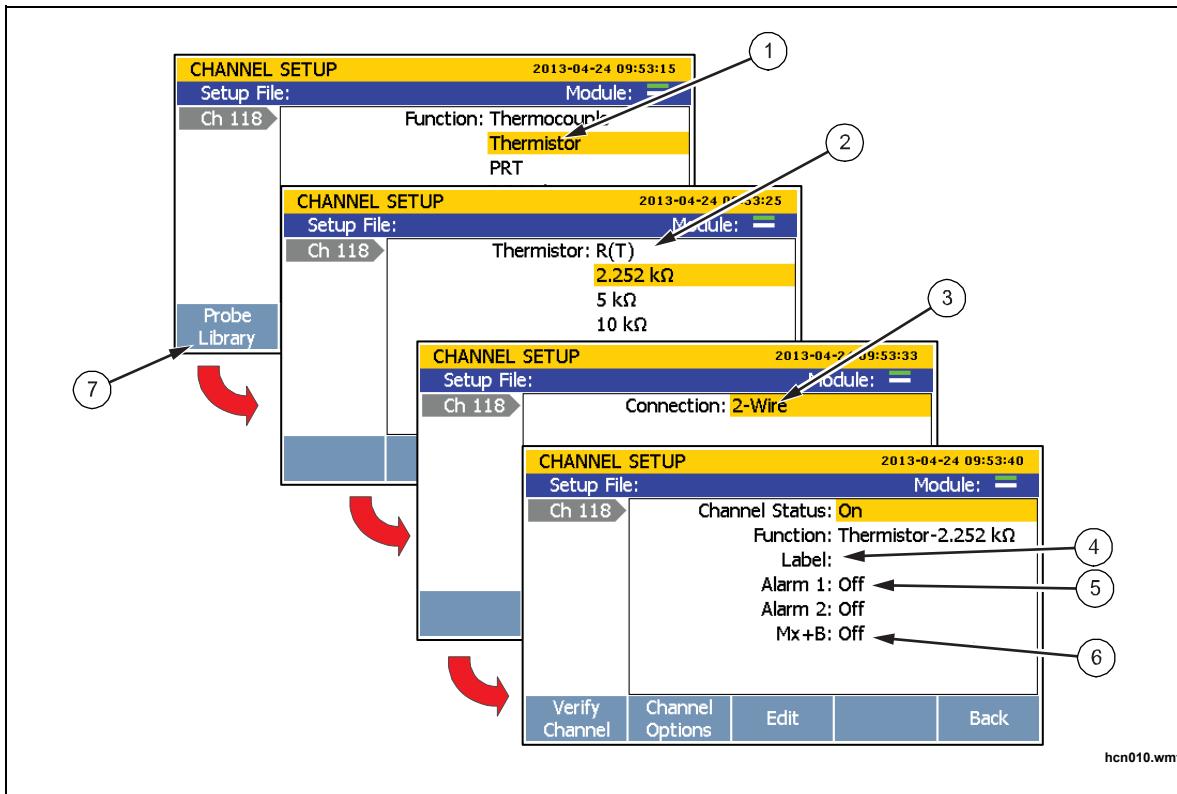 1
CHANNEL SETUP 2013-04-24 09:53:15
Setup File: Module:
Ch 118 Function: Thermocouple
Thermistor
PRT
2
CHANNEL SETUP 2013-04-24 09:53:25
Setup File: Module:
Ch 118 Thermistor: R(T)
2.252 kΩ
5 kΩ
10 kΩ
Probe
Library
7
3
CHANNEL SETUP 2013-04-24 09:53:33
Setup File: Module:
Ch 118 Connection: 2-Wire
CHANNEL SETUP 2013-04-24 09:53:40
Setup File: Module:
Ch 118 Channel Status: On
Function: Thermistor-2.252 kΩ
Label:
4
Alarm 1: Off
5
Alarm 2: Off
Mx+B: Off
6
Verify
Channel
Channel
Options
Edit
Back
hcn010.wmf